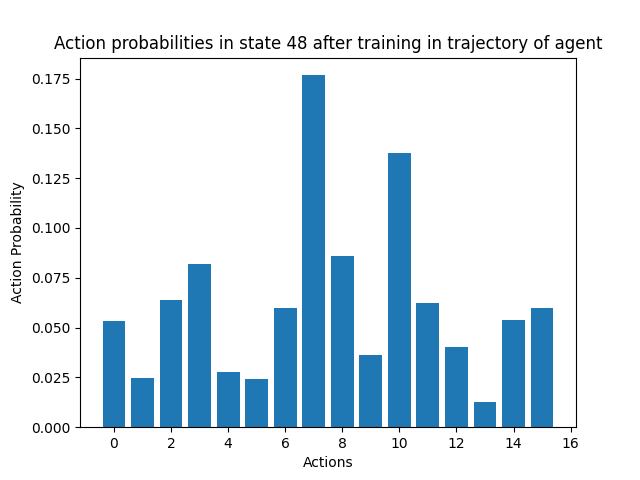 Action probabilities in state 48 after training in trajectory of agent
0.175
0.150
0.125
0.100
0.075
0.050
0.025
0.000
Action Probability
0 2 4 6 8 10 12 14 16
Actions